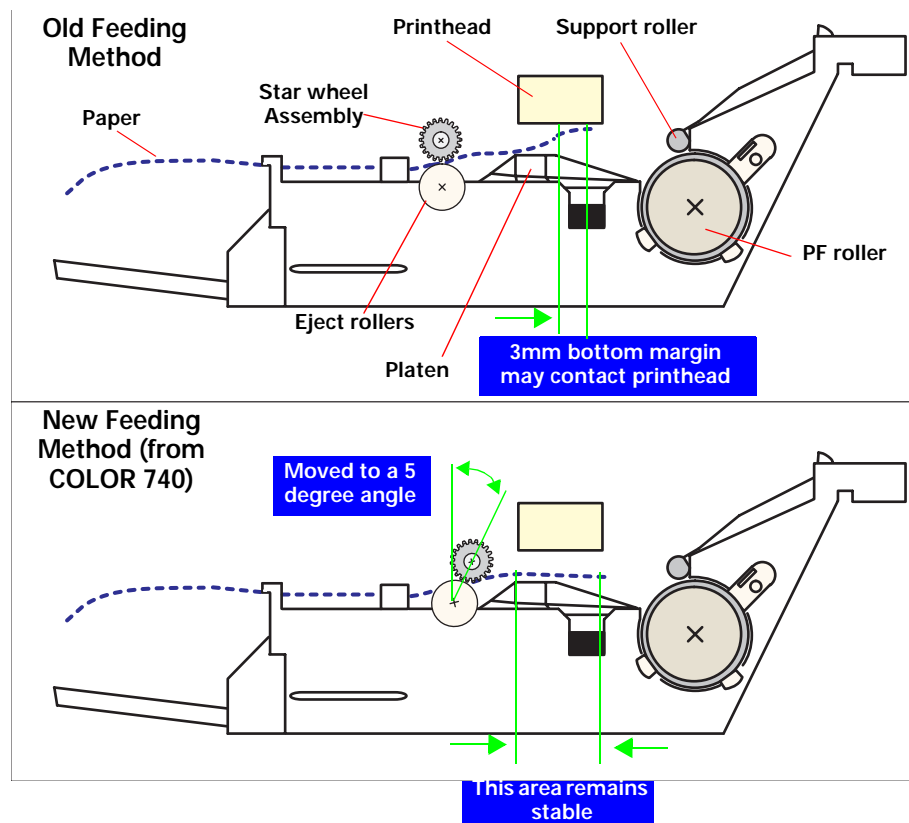 Old Feeding
Method
Printhead
Support roller
Star wheel
Assembly
Paper
PF roller
Eject rollers
Platen
3mm bottom margin
may contact printhead
New Feeding
Method (from
COLOR 740)
Moved to a 5
degree angle
This area remains
stable